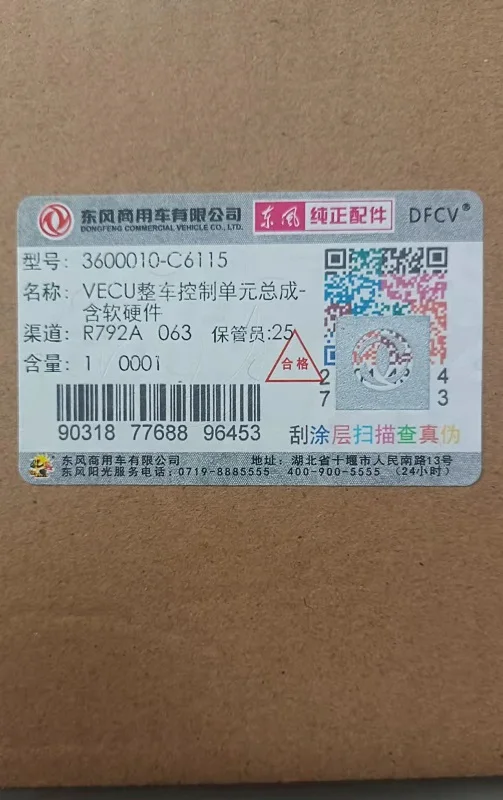 东风商用车有限公司 东风 纯正配件 DFCV®
DONGFENG COMMERCIAL VEHICLE CO., LTD.
型号: 3600010-C6115
名称: VECU整车控制单元总成-
含软硬件
渠道: R792A 063 保管员:25
含量: 1 0001
合格
90318 77688 96453
刮涂层扫描查真伪
东风商用车有限公司 地址: 湖北省十堰市人民南路13号
东风阳光服务电话: 0719-8885555 400-900-5555 (24小时)